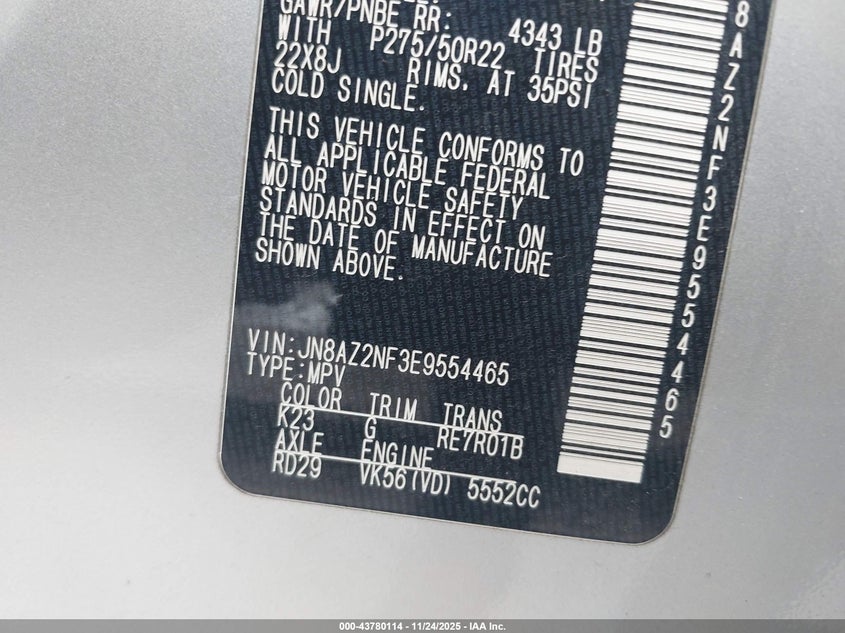 GAWR/PNBE RR: 4343 LB
WITH P275/50R22 TIRES
22X8J RIMS. AT 35PSI
COLD SINGLE.
THIS VEHICLE CONFORMS TO
ALL APPLICABLE FEDERAL
MOTOR VEHICLE SAFETY
STANDARDS IN EFFECT ON
THE DATE OF MANUFACTURE
SHOWN ABOVE.
VIN:JN8AZ2NF3E9554465
TYPE:MPV
COLOR TRIM TRANS
K23 G RE7R01B
AXLE ENGINE
RD29 VK56(VD) 5552CC
8AZ2NF3E9554465
000-43780114 - 11/24/2025 - IAA Inc.